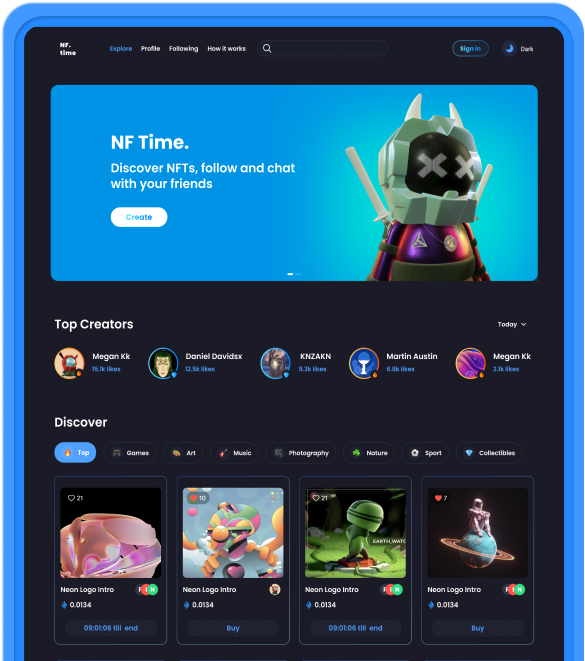 NF.
time
Explore Profile Following How it works
Sign in
Dark
NF Time.
Discover NFTs, follow and chat
with your friends
Create
Top Creators
Today
Megan Kk
15.1k likes
Daniel Davidsx
12.5k likes
KNZAKN
9.3k likes
Martin Austin
6.8k likes
Megan Kk
2.1k likes
Discover
Top Games Art Music Photography Nature Sport Collectibles
21
Neon Logo Intro
F I N
0.0134
09:01:06 till end
10
Neon Logo Intro
0.0134
Buy
21
EARTH_WATC
Neon Logo Intro
F I N
0.0134
09:01:06 till end
7
Neon Logo Intro
F I N
0.0134
Buy